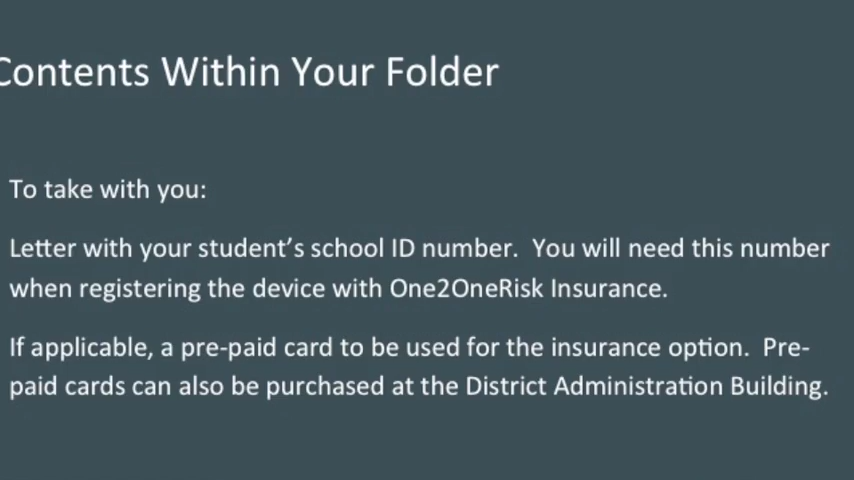 Contents Within Your Folder
To take with you:
Letter with your student’s school ID number.  You will need this number
when registering the device with One2OneRisk Insurance.
If applicable, a pre-paid card to be used for the insurance option.  Pre-
paid cards can also be purchased at the District Administration Building.